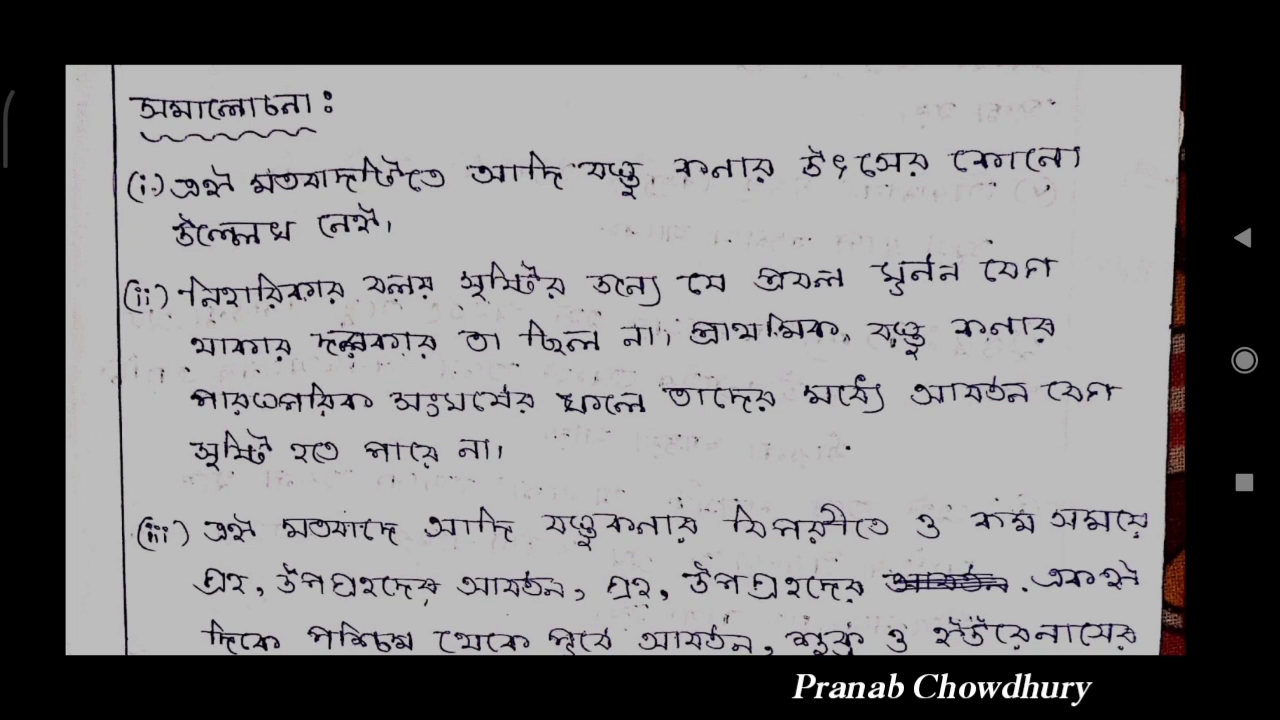 সমালোচনা :
(i) এই মতবাদটিতে আদি বস্তু কনার উৎসের কোনো
উল্লেখ নেই।
(ii) নিহারিকার বলয় সৃষ্টির জন্যে যে প্রবল ঘুর্নন বেগ
থাকার দরকার তা ছিল না। প্রাথমিক, বস্তু কনার
পারস্পরিক সংঘর্ষের ফলে তাদের মধ্যে আবর্তন বেগ
সৃষ্টি হতে পারে না।
(iii) এই মতবাদে আদি বস্তুকনার বিপরীতে ও কম সময়ে
গ্রহ, উপগ্রহদের আবর্তন, গ্রহ, উপগ্রহদের একই
দিকে পশ্চিম থেকে পূর্বে আবর্তন, শুক্র ও ইউরেনাসের
Pranab Chowdhury